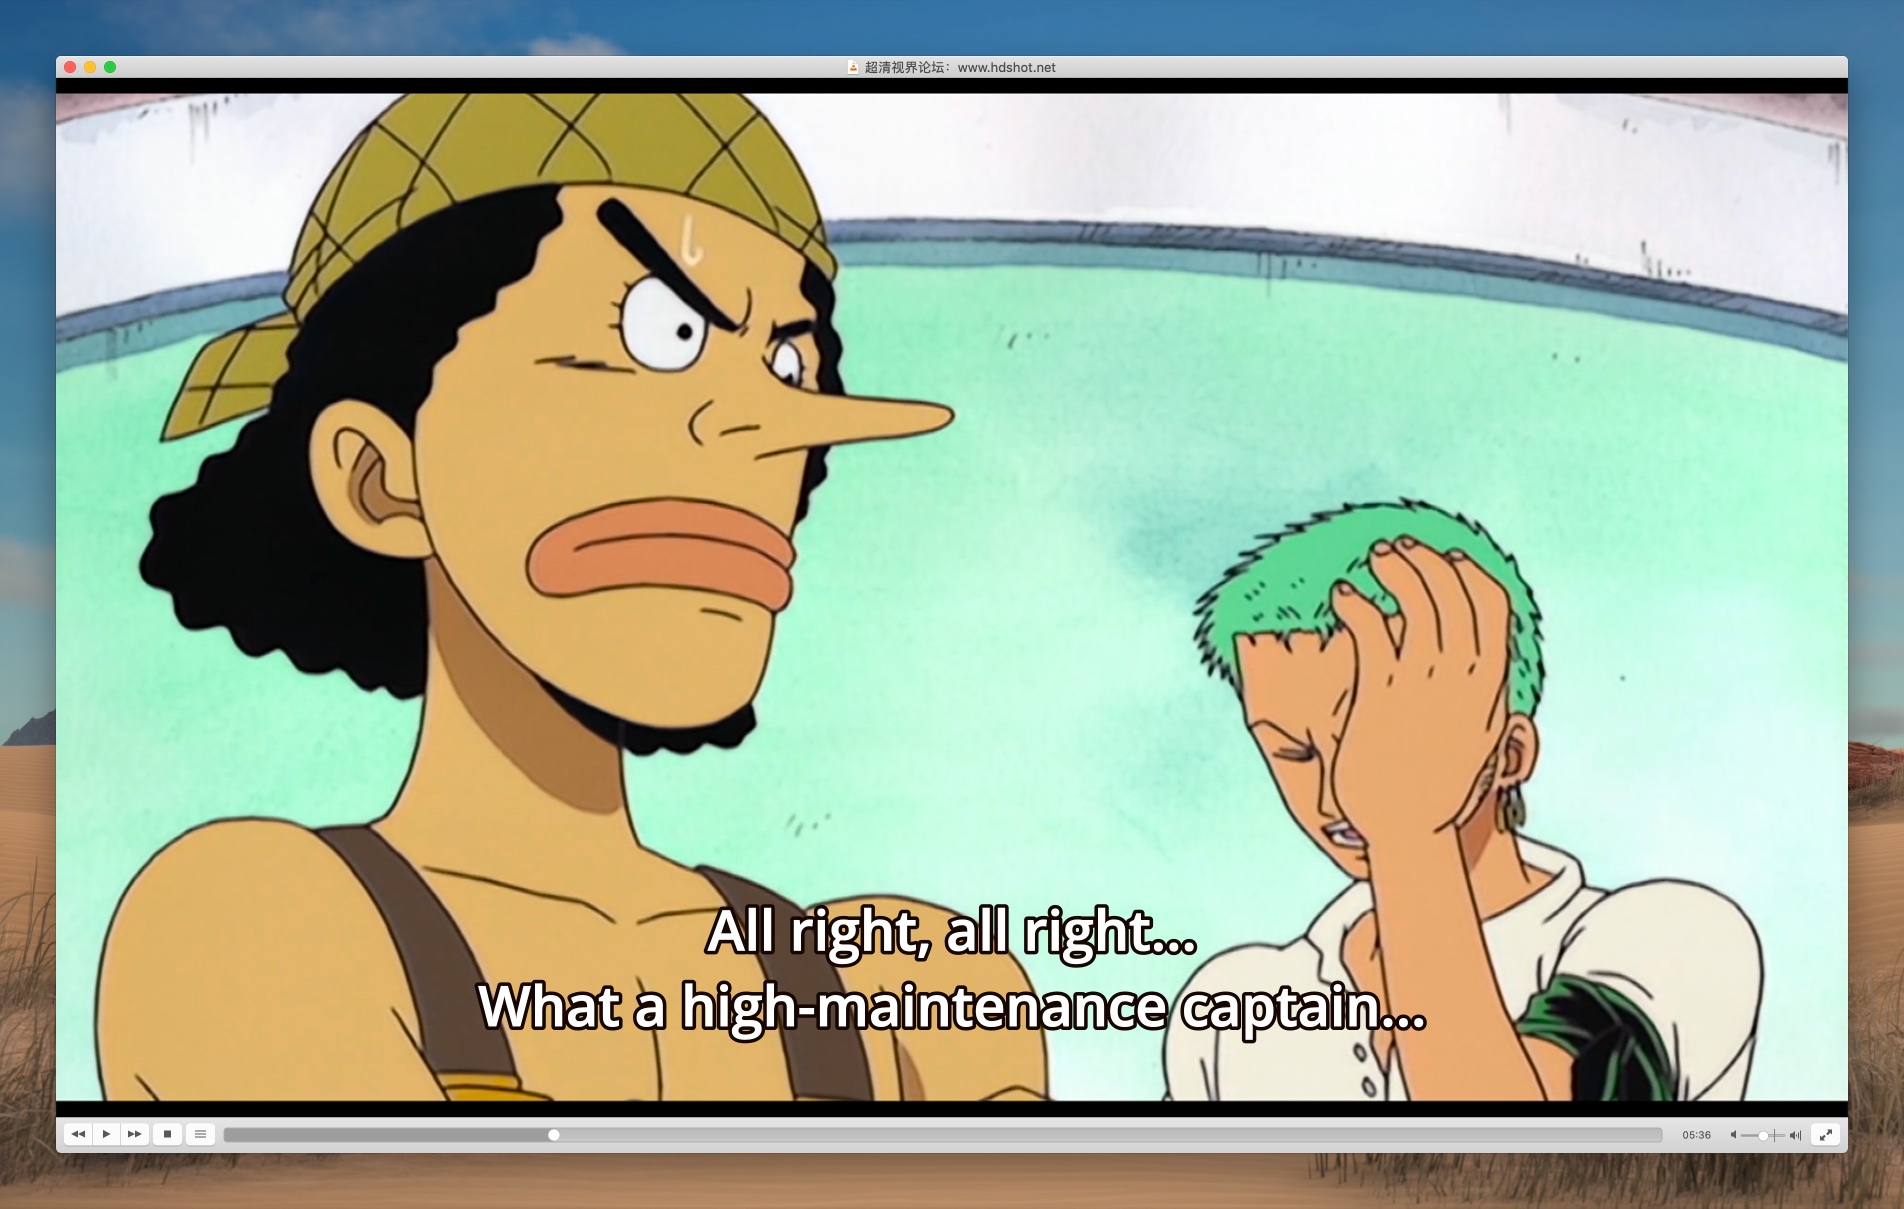 超清视界论坛：www.hdshot.net
All right, all right...
What a high-maintenance captain...
05:36